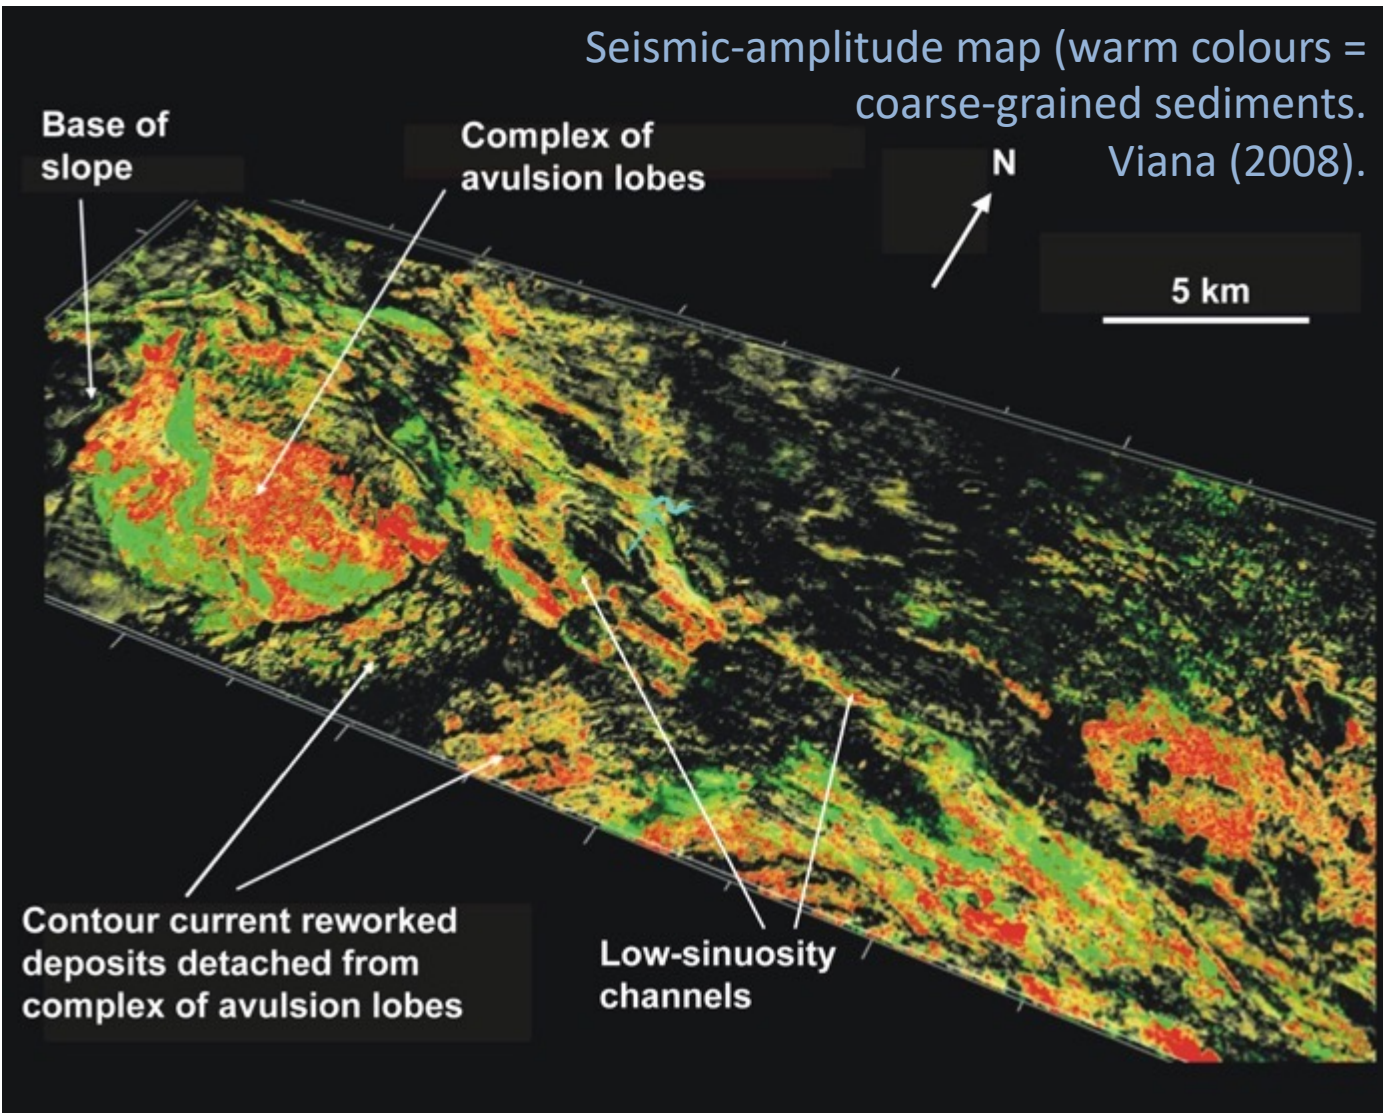 Seismic-amplitude map (warm colours =
coarse-grained sediments.
Viana (2008).
Base of
slope
Complex of
avulsion lobes
N
5 km
Contour current reworked
deposits detached from
complex of avulsion lobes
Low-sinuosity
channels